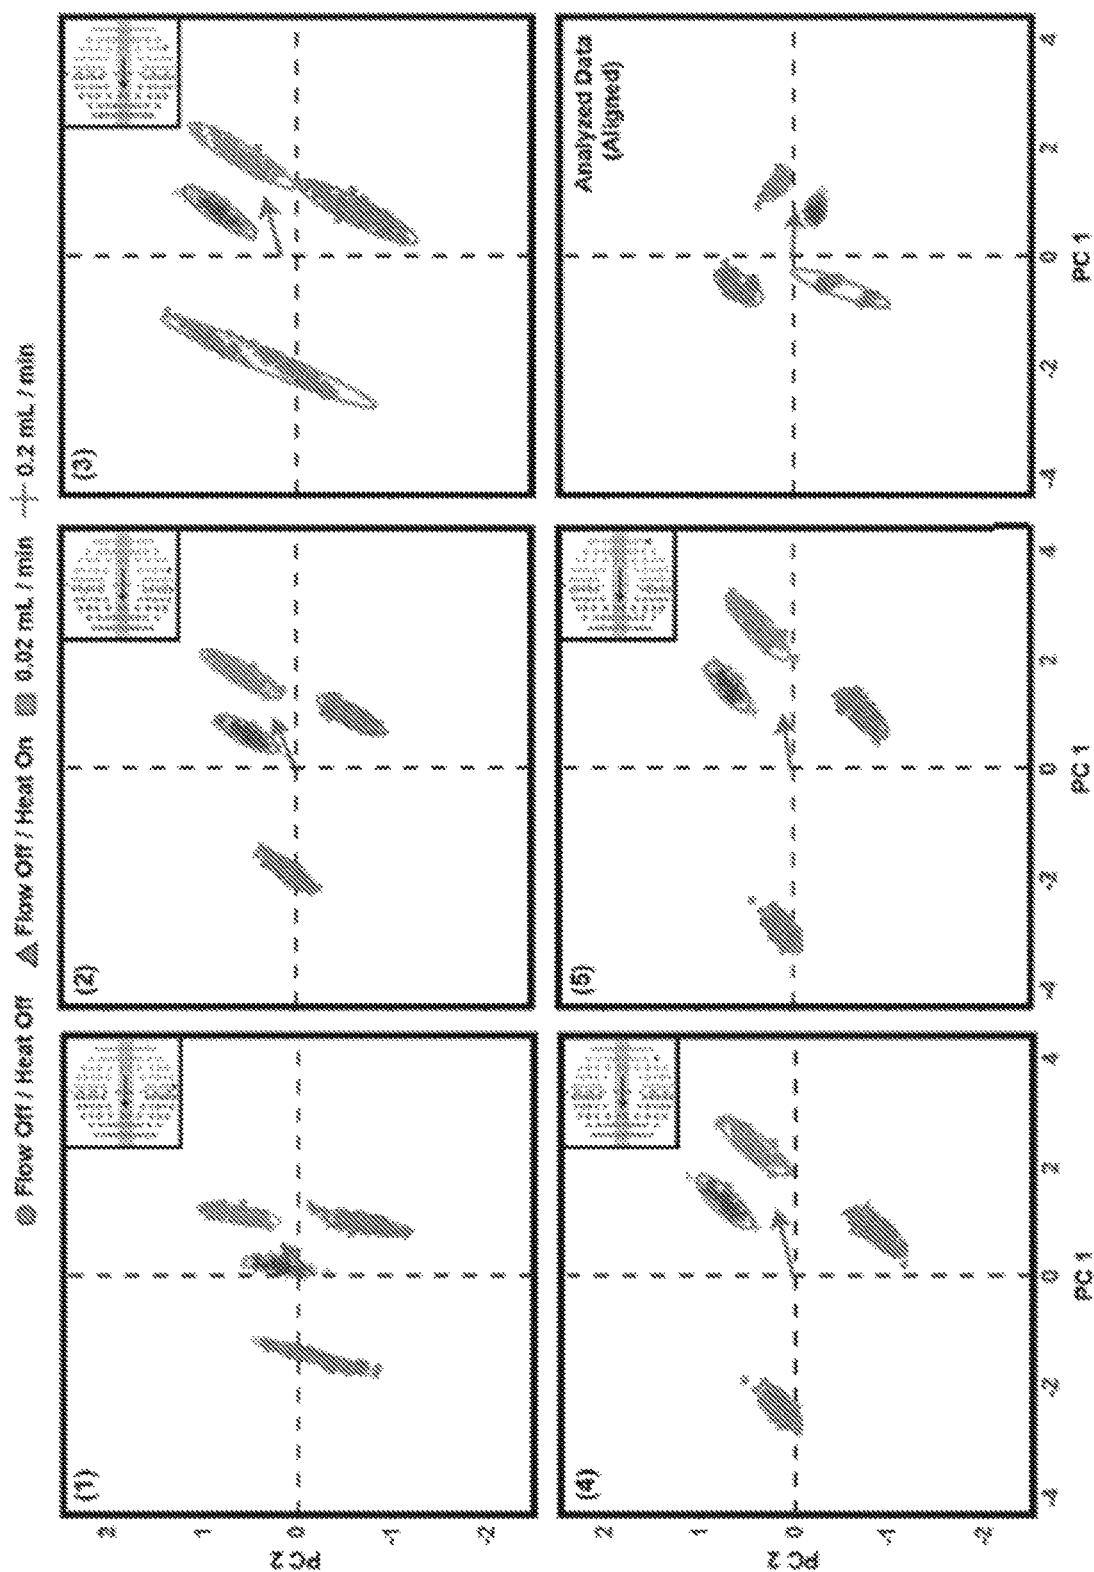 Flow Off / Heat Off Flow Off / Heat On 0.02 mL / min 0.2 mL / min
(1)
(2)
(3)
2
1
0
-1
-2
PC 2
(4)
(5)
Analyzed Data
(Aligned)
2
1
0
-1
-2
PC 2
-4 -2 0 2 4
PC 1
-4 -2 0 2 4
PC 1
-4 -2 0 2 4
PC 1